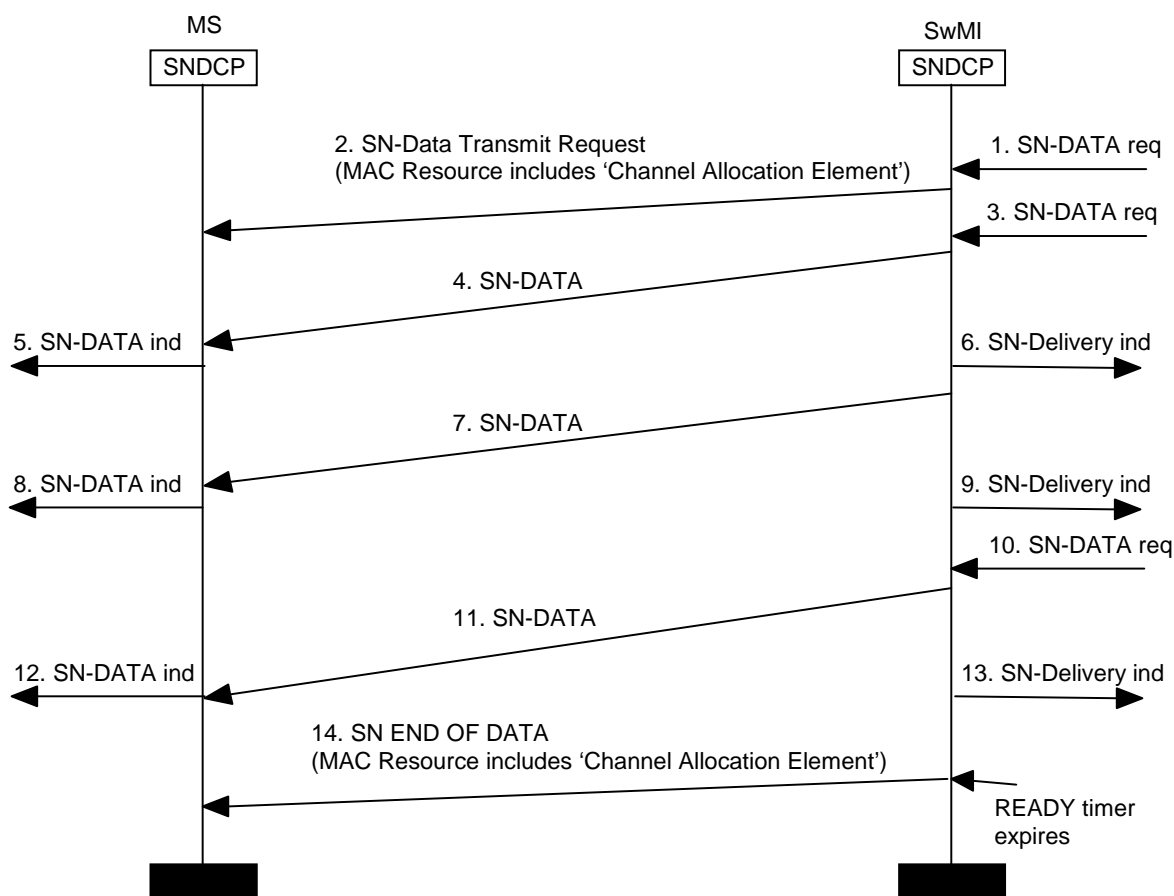 MS
SwMI
SNDCP
SNDCP
2. SN-Data Transmit Request
(MAC Resource includes ‘Channel Allocation Element’)
1. SN-DATA req
3. SN-DATA req
4. SN-DATA
5. SN-DATA ind
6. SN-Delivery ind
7. SN-DATA
8. SN-DATA ind
9. SN-Delivery ind
10. SN-DATA req
11. SN-DATA
12. SN-DATA ind
13. SN-Delivery ind
14. SN END OF DATA
(MAC Resource includes ‘Channel Allocation Element’)
READY timer
expires